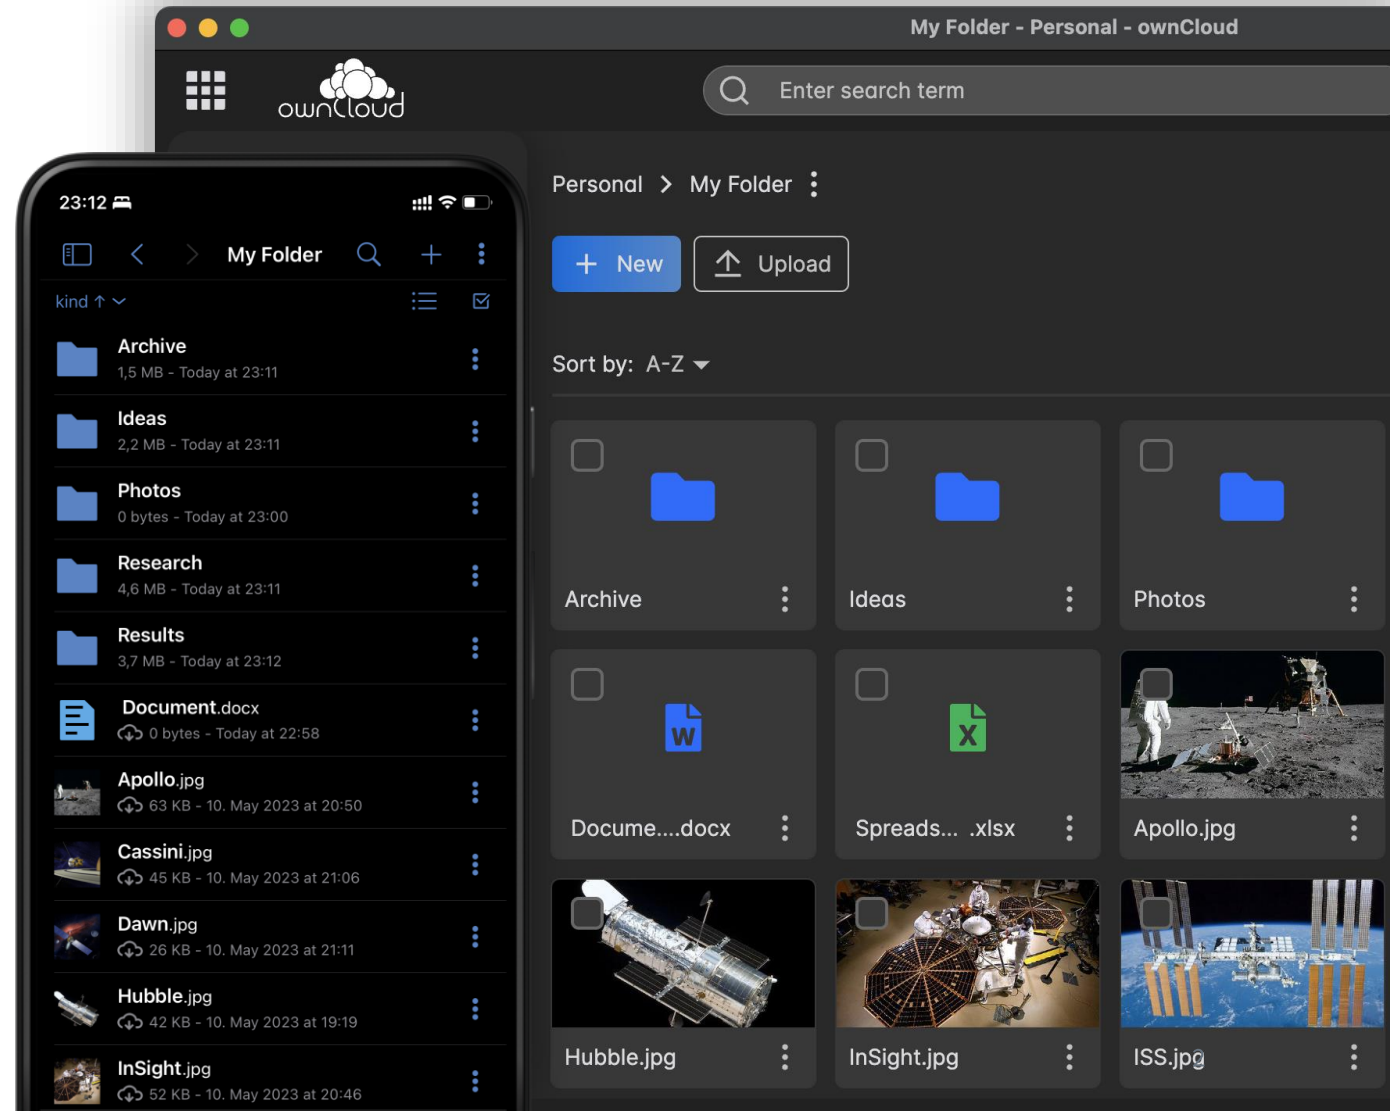 My Folder - Personal - ownCloud
ownCloud
Enter search term
Personal > My Folder
+ New
Upload
Sort by: A-Z
Archive
Ideas
Photos
W
X
Docume....docx
Spreads... .xlsx
Apollo.jpg
Hubble.jpg
InSight.jpg
ISS.jpg
23:12
My Folder
kind ↑
Archive
1,5 MB - Today at 23:11
Ideas
2,2 MB - Today at 23:11
Photos
0 bytes - Today at 23:00
Research
4,6 MB - Today at 23:11
Results
3,7 MB - Today at 23:12
Document.docx
0 bytes - Today at 22:58
Apollo.jpg
63 KB - 10. May 2023 at 20:50
Cassini.jpg
45 KB - 10. May 2023 at 21:06
Dawn.jpg
26 KB - 10. May 2023 at 21:11
Hubble.jpg
42 KB - 10. May 2023 at 19:19
InSight.jpg
52 KB - 10. May 2023 at 20:46